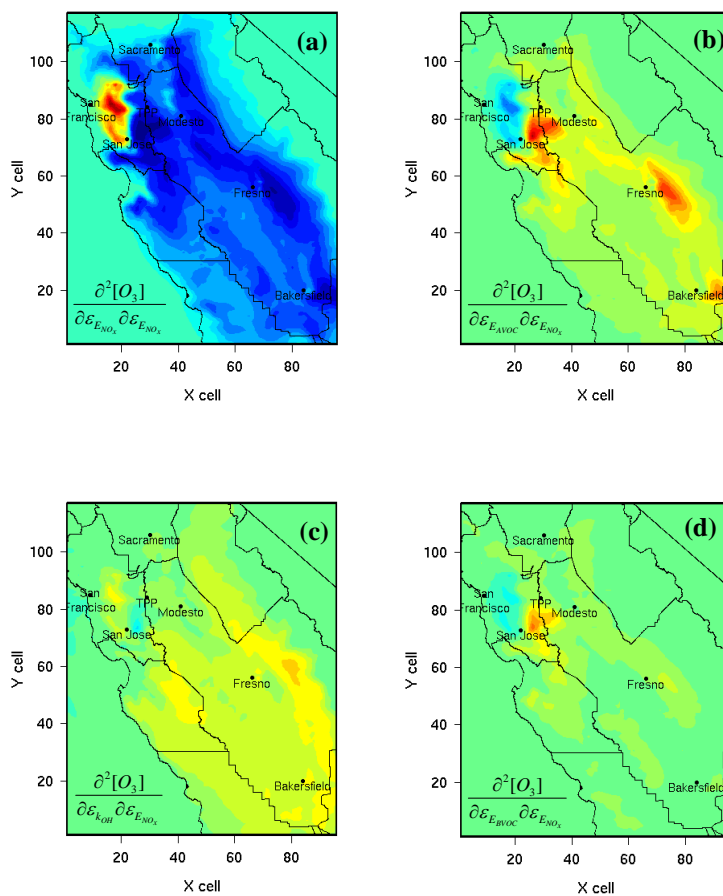 (a)
Sacramento
San
Francisco
TPP
Modesto
San Jose
Fresno
Bakersfield
∂²[O₃]
∂ε_{E_{NOₓ}} ∂ε_{E_{NOₓ}}
100
80
60
40
20
Y cell
20 40 60 80
X cell
(b)
Sacramento
San
Francisco
TPP
Modesto
San Jose
Fresno
Bakersfield
∂²[O₃]
∂ε_{E_{AVOC}} ∂ε_{E_{NOₓ}}
100
80
60
40
20
Y cell
20 40 60 80
X cell
(c)
Sacramento
San
Francisco
TPP
Modesto
San Jose
Fresno
Bakersfield
∂²[O₃]
∂ε_{k_{OH}} ∂ε_{E_{NOₓ}}
100
80
60
40
20
Y cell
20 40 60 80
X cell
(d)
Sacramento
San
Francisco
TPP
Modesto
San Jose
Fresno
Bakersfield
∂²[O₃]
∂ε_{E_{BVOC}} ∂ε_{E_{NOₓ}}
100
80
60
40
20
Y cell
20 40 60 80
X cell